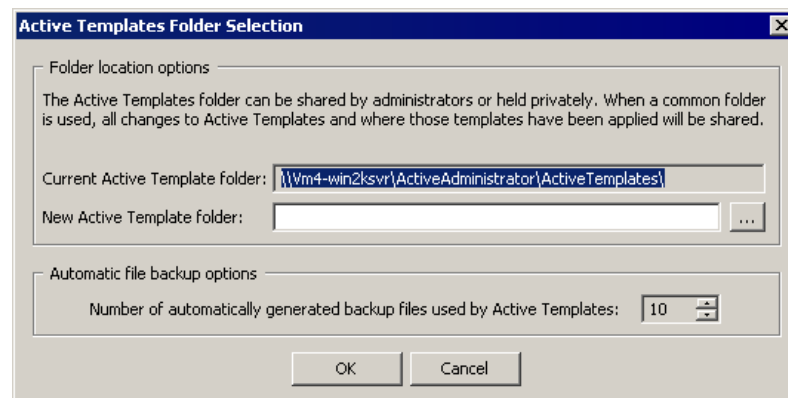 Active Templates Folder Selection
Folder location options
The Active Templates folder can be shared by administrators or held privately. When a common folder
is used, all changes to Active Templates and where those templates have been applied will be shared.
Current Active Template folder: \\Vm4-win2ksvr\ActiveAdministrator\ActiveTemplates\
New Active Template folder: ...
Automatic file backup options
Number of automatically generated backup files used by Active Templates: 10
OK Cancel